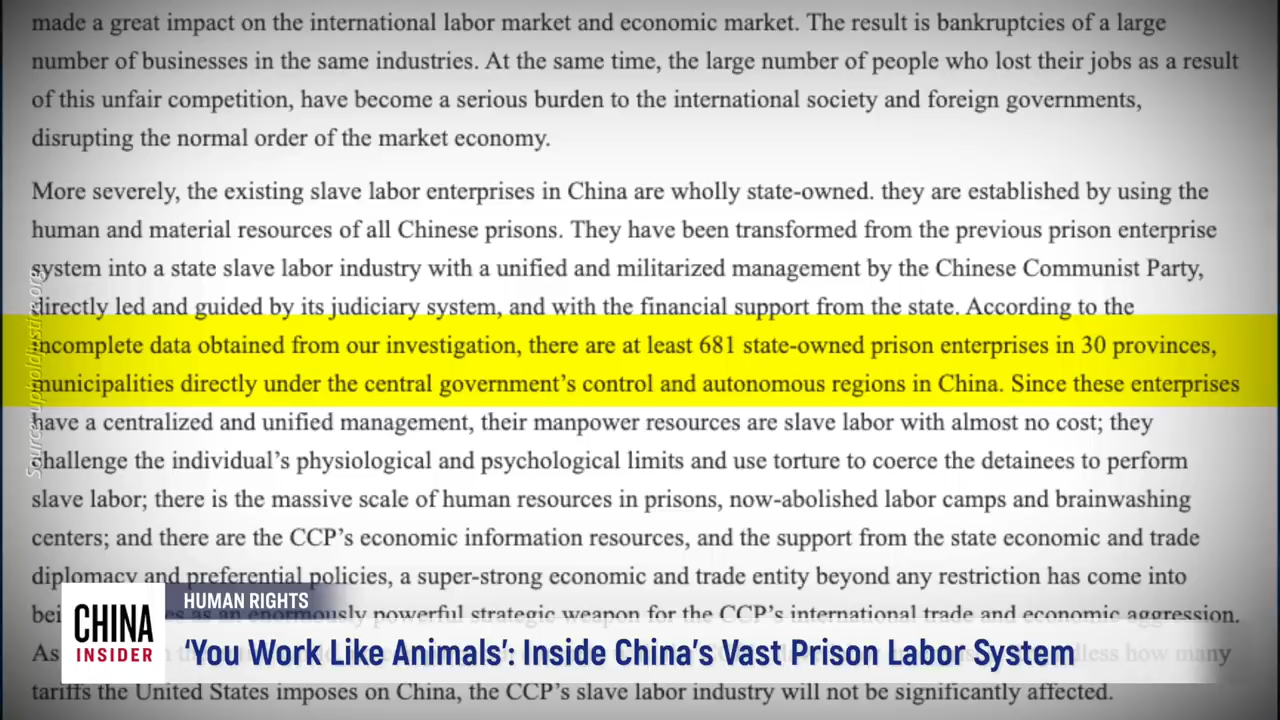 made a great impact on the international labor market and economic market. The result is bankruptcies of a large
number of businesses in the same industries. At the same time, the large number of people who lost their jobs as a result
of this unfair competition, have become a serious burden to the international society and foreign governments,
disrupting the normal order of the market economy.
More severely, the existing slave labor enterprises in China are wholly state-owned. they are established by using the
human and material resources of all Chinese prisons. They have been transformed from the previous prison enterprise
system into a state slave labor industry with a unified and militarized management by the Chinese Communist Party,
directly led and guided by its judiciary system, and with the financial support from the state. According to the
incomplete data obtained from our investigation, there are at least 681 state-owned prison enterprises in 30 provinces,
municipalities directly under the central government's control and autonomous regions in China. Since these enterprises
have a centralized and unified management, their manpower resources are slave labor with almost no cost; they
challenge the individual's physiological and psychological limits and use torture to coerce the detainees to perform
slave labor; there is the massive scale of human resources in prisons, now-abolished labor camps and brainwashing
centers; and there are the CCP's economic information resources, and the support from the state economic and trade
diplomacy and preferential policies, a super-strong economic and trade entity beyond any restriction has come into
as an enormously powerful strategic weapon for the CCP's international trade and economic aggression.
As how many
tariffs the United States imposes on China, the CCP's slave labor industry will not be significantly affected.
Source: upholdjustice.org
CHINA
INSIDER
HUMAN RIGHTS
'You Work Like Animals': Inside China's Vast Prison Labor System